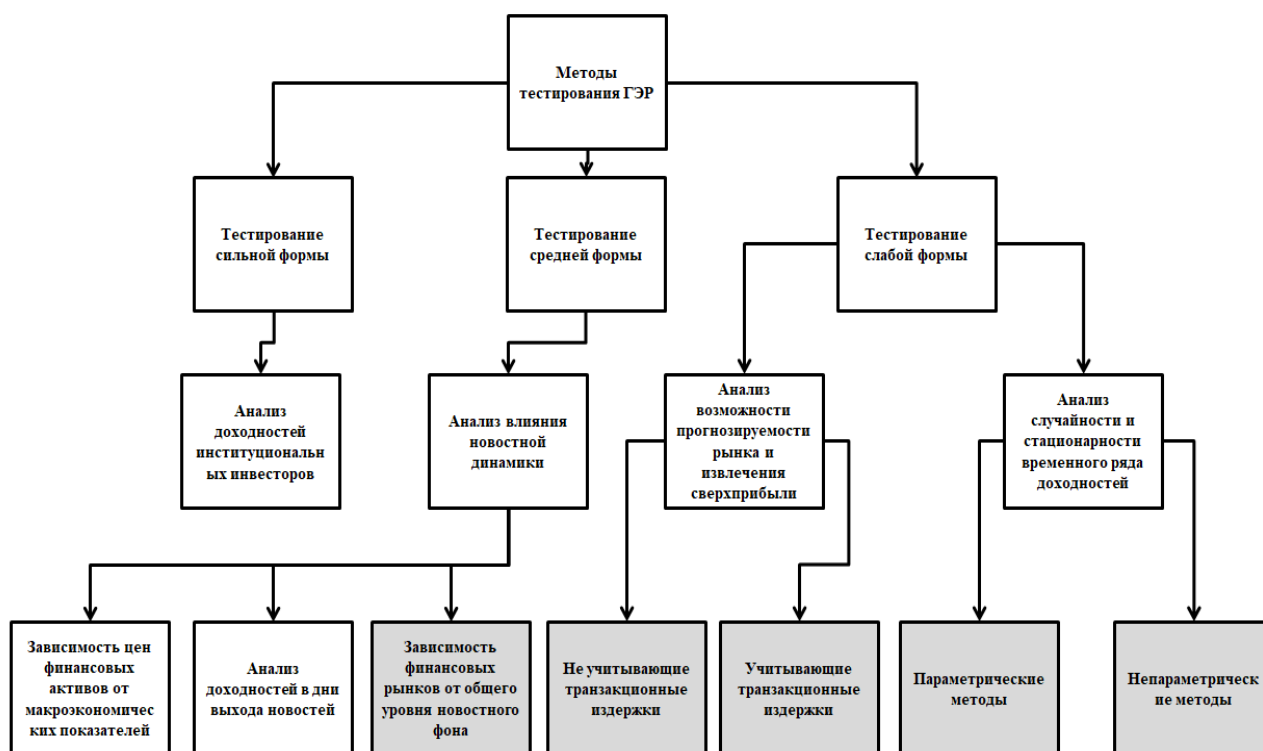 Методы
тестирования ГЭР
Тестирование
сильной формы
Тестирование
средней формы
Тестирование
слабой формы
Анализ
доходностей
институциональн
ых инвесторов
Анализ влияния
новостной
динамики
Анализ
возможности
прогнозируемости
рынка и
извлечения
сверхприбыли
Анализ
случайности и
стационарности
временного ряда
доходностей
Зависимость цен
финансовых
активов от
макроэкономичес
ких показателей
Анализ
доходностей в дни
выхода новостей
Зависимость
финансовых
рынков от общего
уровня новостного
фона
Не учитывающие
транзакционные
издержки
Учитывающие
транзакционные
издержки
Параметрические
методы
Непараметрическ
ие методы